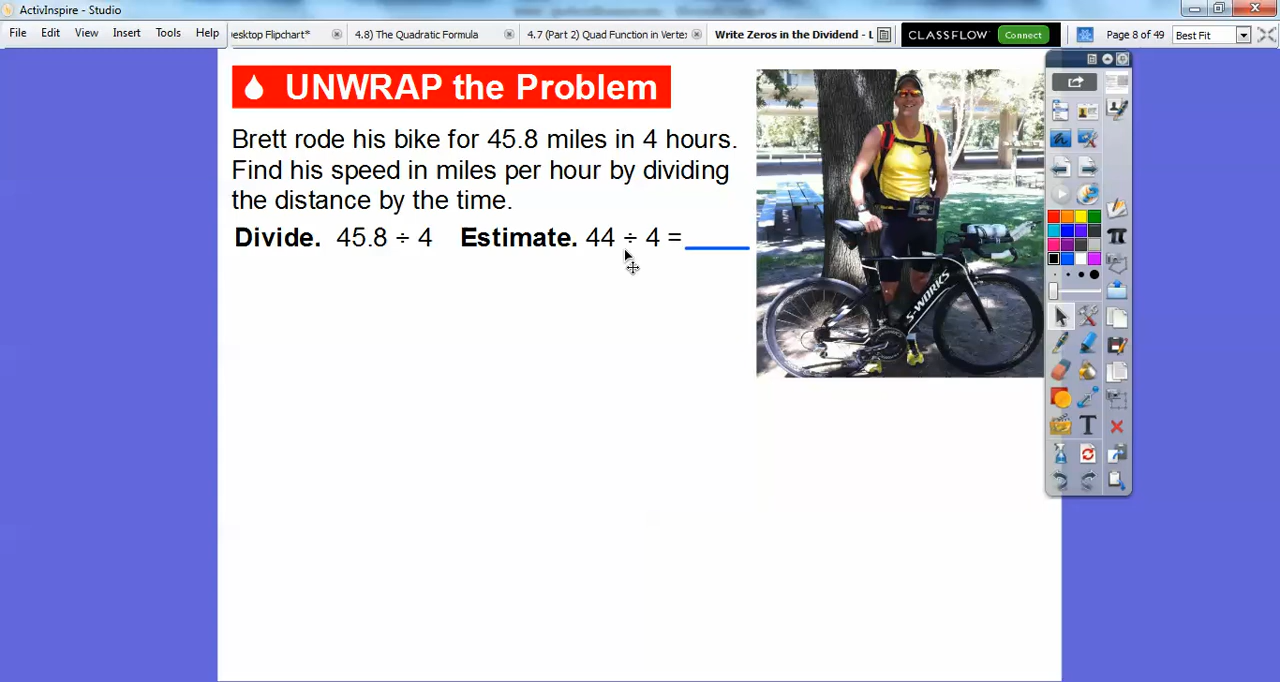 ActivInspire - Studio
File Edit View Insert Tools Help
esktop Flipchart* 4.8) The Quadratic Formula 4.7 (Part 2) Quad Function in Vertex Write Zeros in the Dividend - L CLASSFLOW Connect Page 8 of 49 Best Fit
UNWRAP the Problem
Brett rode his bike for 45.8 miles in 4 hours.
Find his speed in miles per hour by dividing
the distance by the time.
Divide. 45.8 ÷ 4 Estimate. 44 ÷ 4 =
S-WORKS